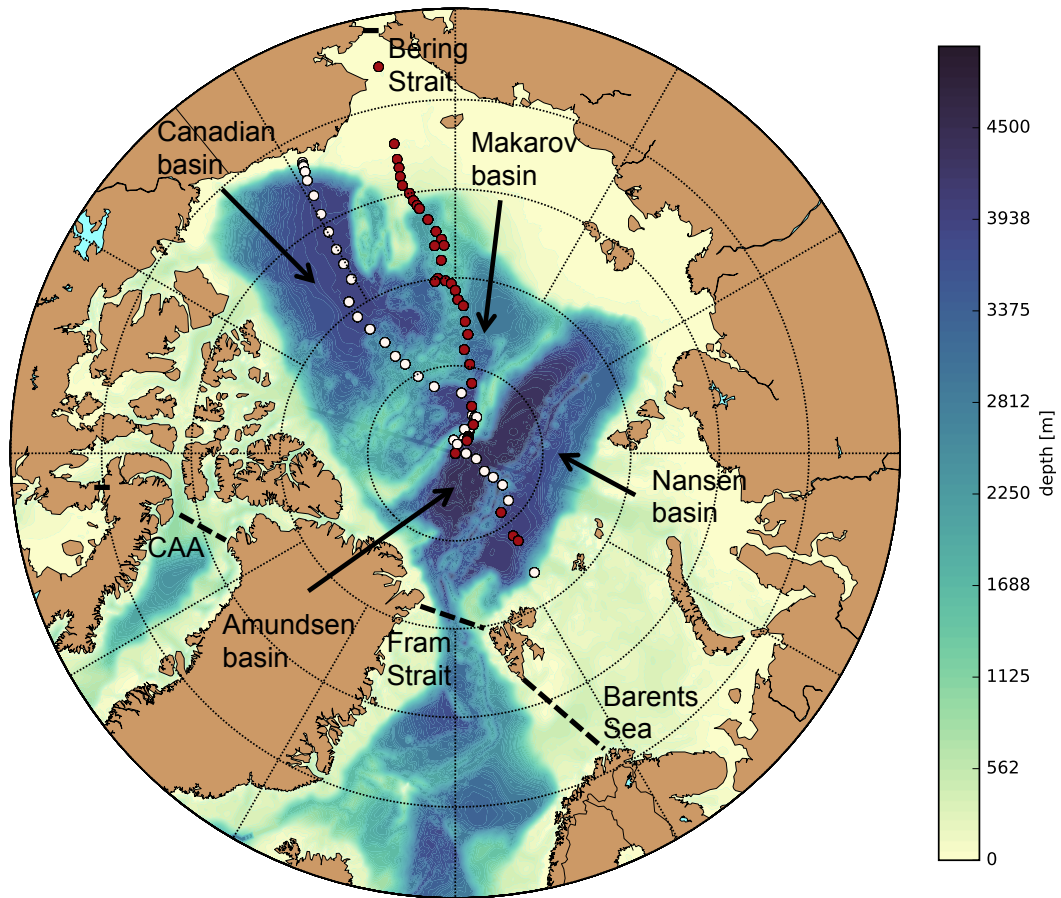 Bering
Strait
Canadian
basin
Makarov
basin
Nansen
basin
CAA
Amundsen
basin
Fram
Strait
Barents
Sea
4500
3938
3375
2812
2250
1688
1125
562
0
depth [m]